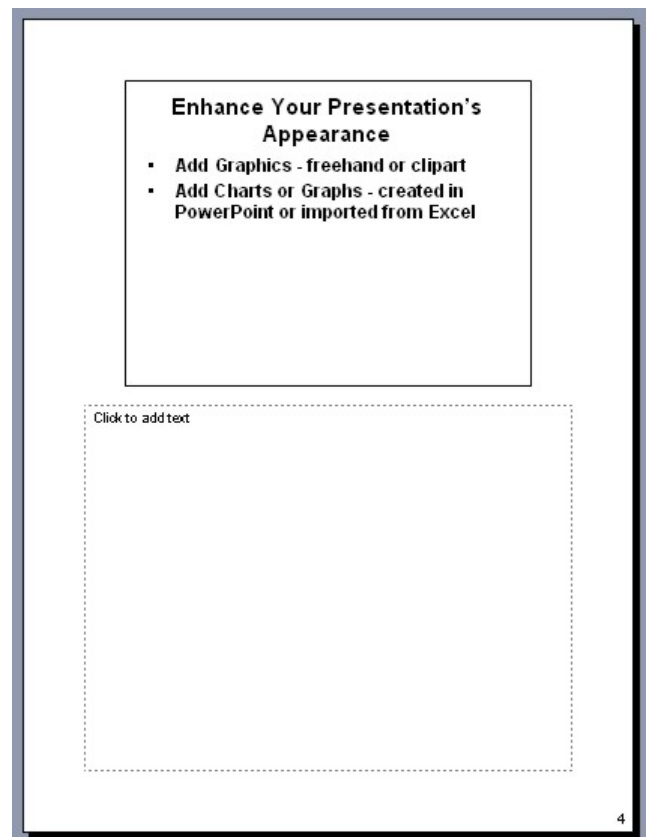 Enhance Your Presentation's
Appearance
▪ Add Graphics - freehand or clipart
▪ Add Charts or Graphs - created in
PowerPoint or imported from Excel
Click to add text
4